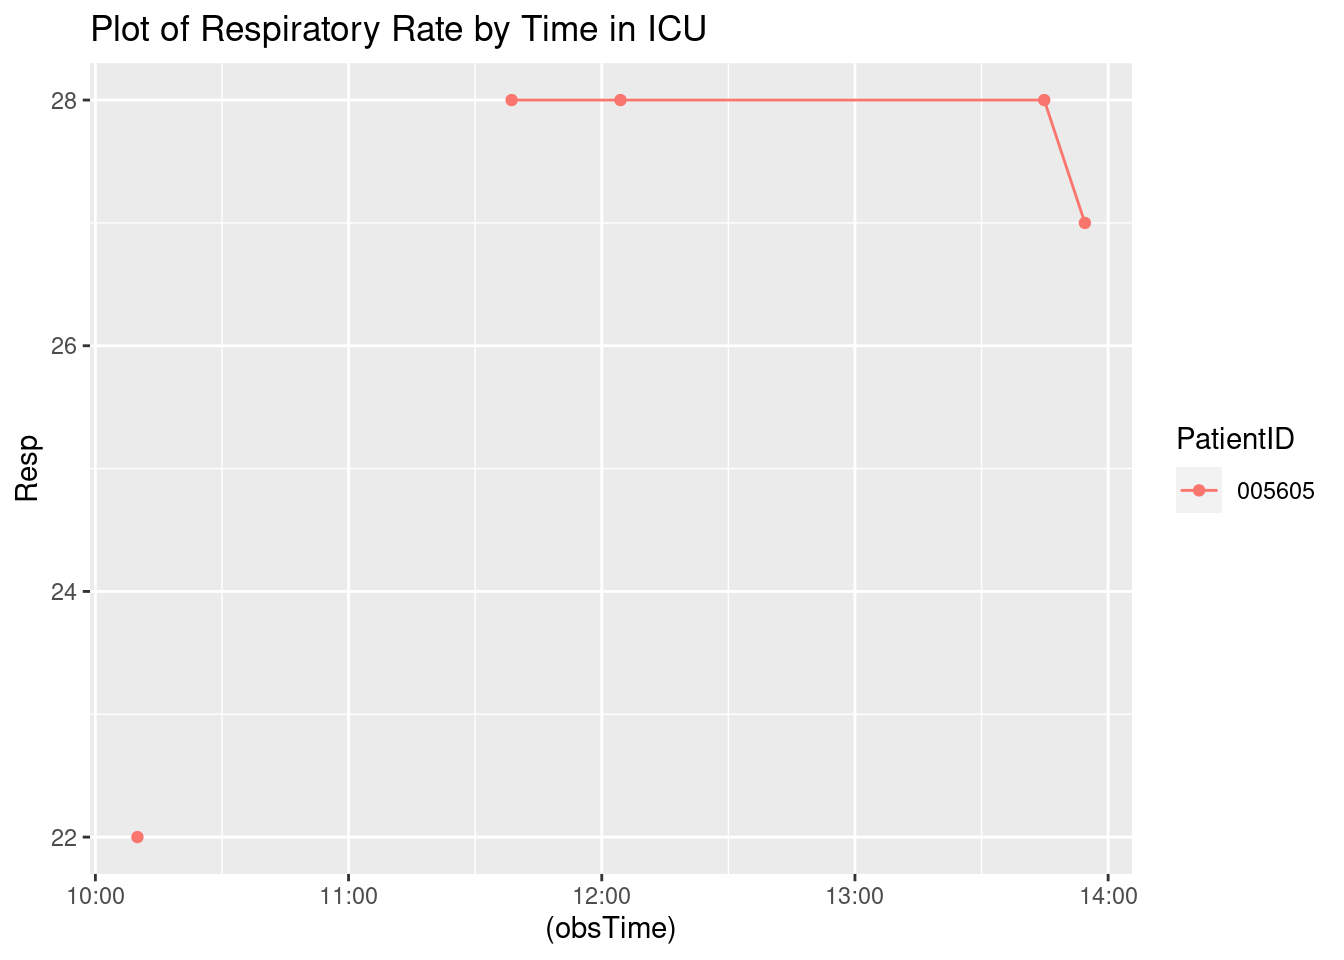 Plot of Respiratory Rate by Time in ICU
28
26
24
22
Resp
10:00 11:00 12:00 13:00 14:00
(obsTime)
PatientID
005605